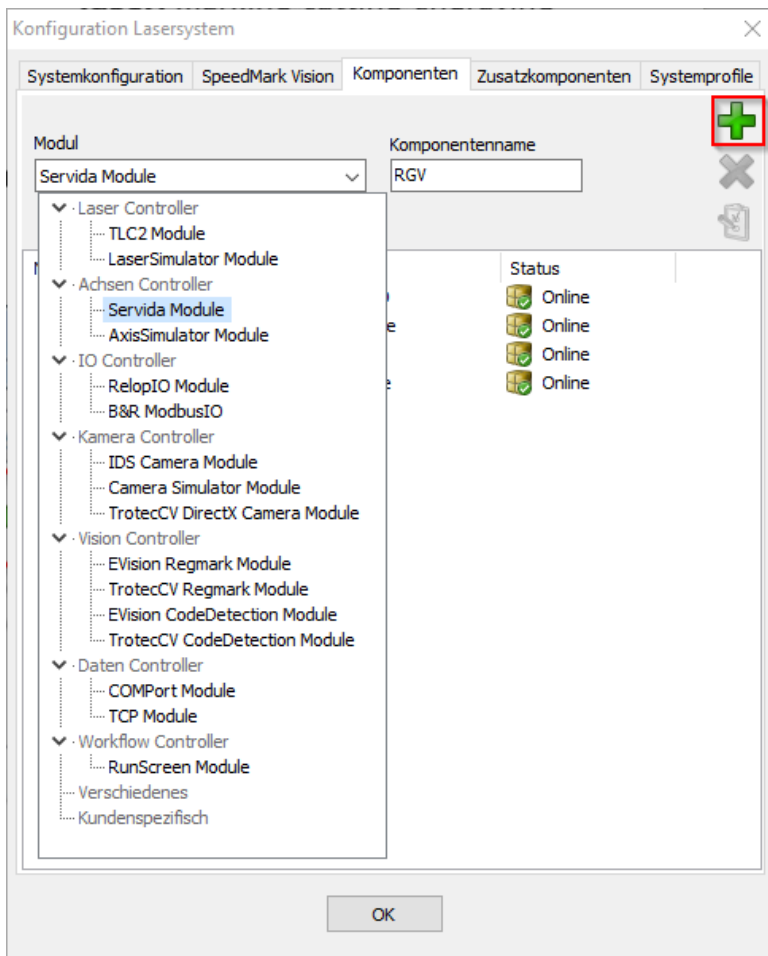 Konfiguration Lasersystem
Systemkonfiguration SpeedMark Vision Komponenten Zusatzkomponenten Systemprofile
Modul Komponentenname
Servida Module RGV
Laser Controller
TLC2 Module
LaserSimulator Module
Status
Achsen Controller
Online
Servida Module
Online
AxisSimulator Module
Online
IO Controller
Online
RelopIO Module
B&R ModbusIO
Kamera Controller
IDS Camera Module
Camera Simulator Module
TrotecCV DirectX Camera Module
Vision Controller
EVision Regmark Module
TrotecCV Regmark Module
EVision CodeDetection Module
TrotecCV CodeDetection Module
Daten Controller
COMPort Module
TCP Module
Workflow Controller
RunScreen Module
Verschiedenes
Kundenspezifisch
OK